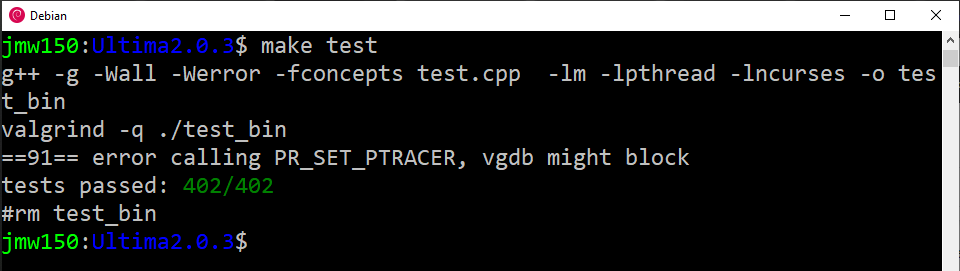 Debian
jmw150:Ultima2.0.3$ make test
g++ -g -Wall -Werror -fconcepts test.cpp  -lm -lpthread -lncurses -o tes
t_bin
valgrind -q ./test_bin
==91== error calling PR_SET_PTRACER, vgdb might block
tests passed: 402/402
#rm test_bin
jmw150:Ultima2.0.3$